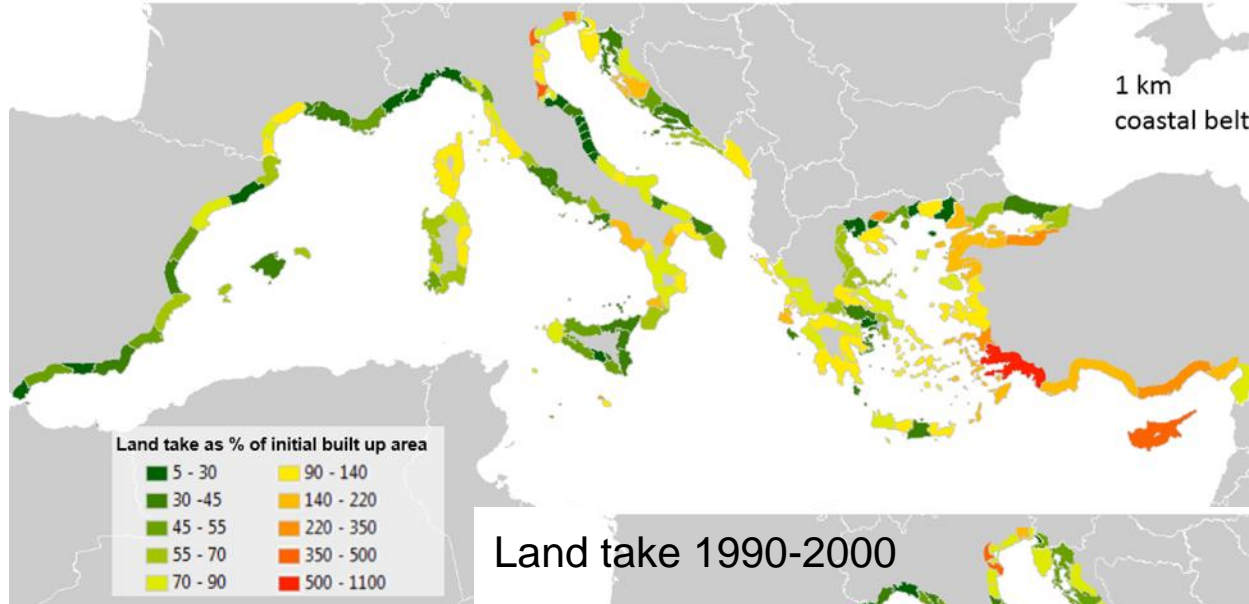 1 km
coastal belt
Land take as % of initial built up area
5 - 30
30 -45
45 - 55
55 - 70
70 - 90
90 - 140
140 - 220
220 - 350
350 - 500
500 - 1100
Land take 1990-2000